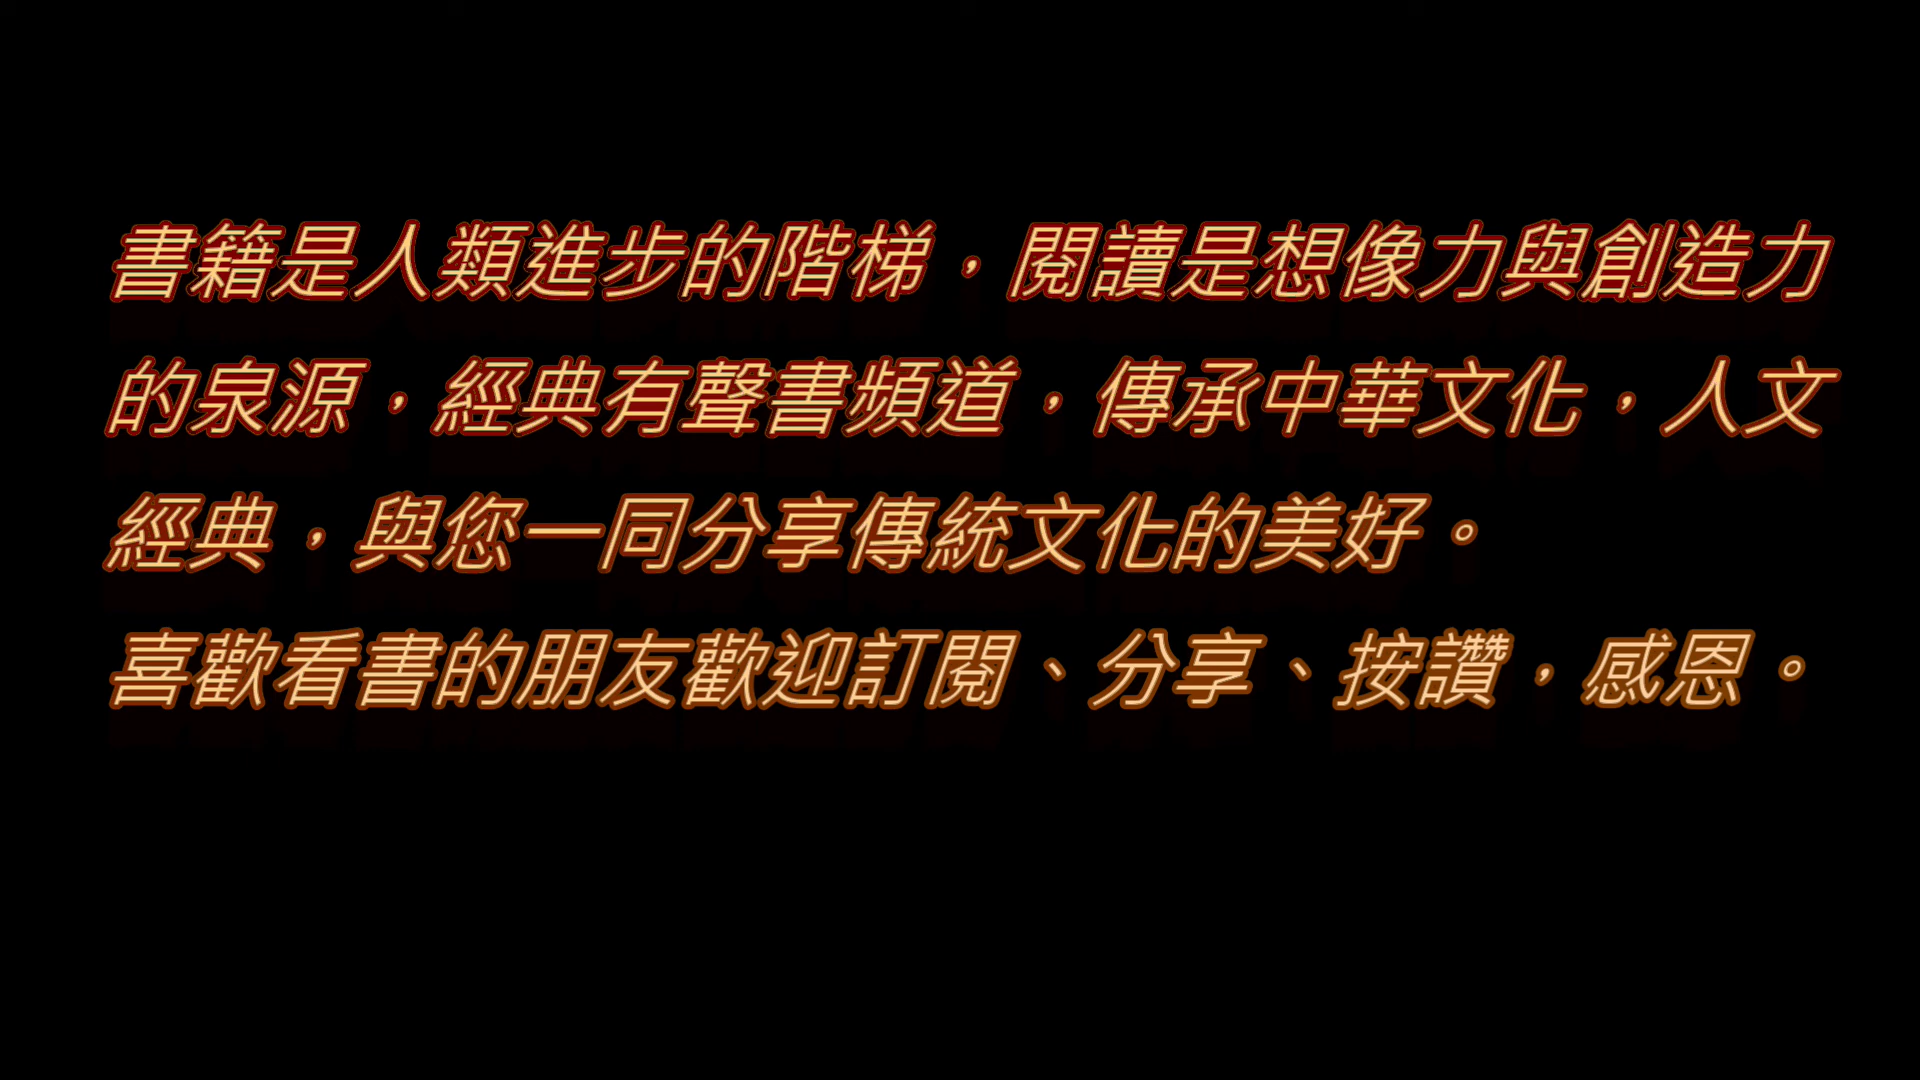 書籍是人類進步的階梯，閱讀是想像力與創造力
的泉源，經典有聲書頻道，傳承中華文化，人文
經典，與您一同分享傳統文化的美好。
喜歡看書的朋友歡迎訂閱、分享、按讚，感恩。